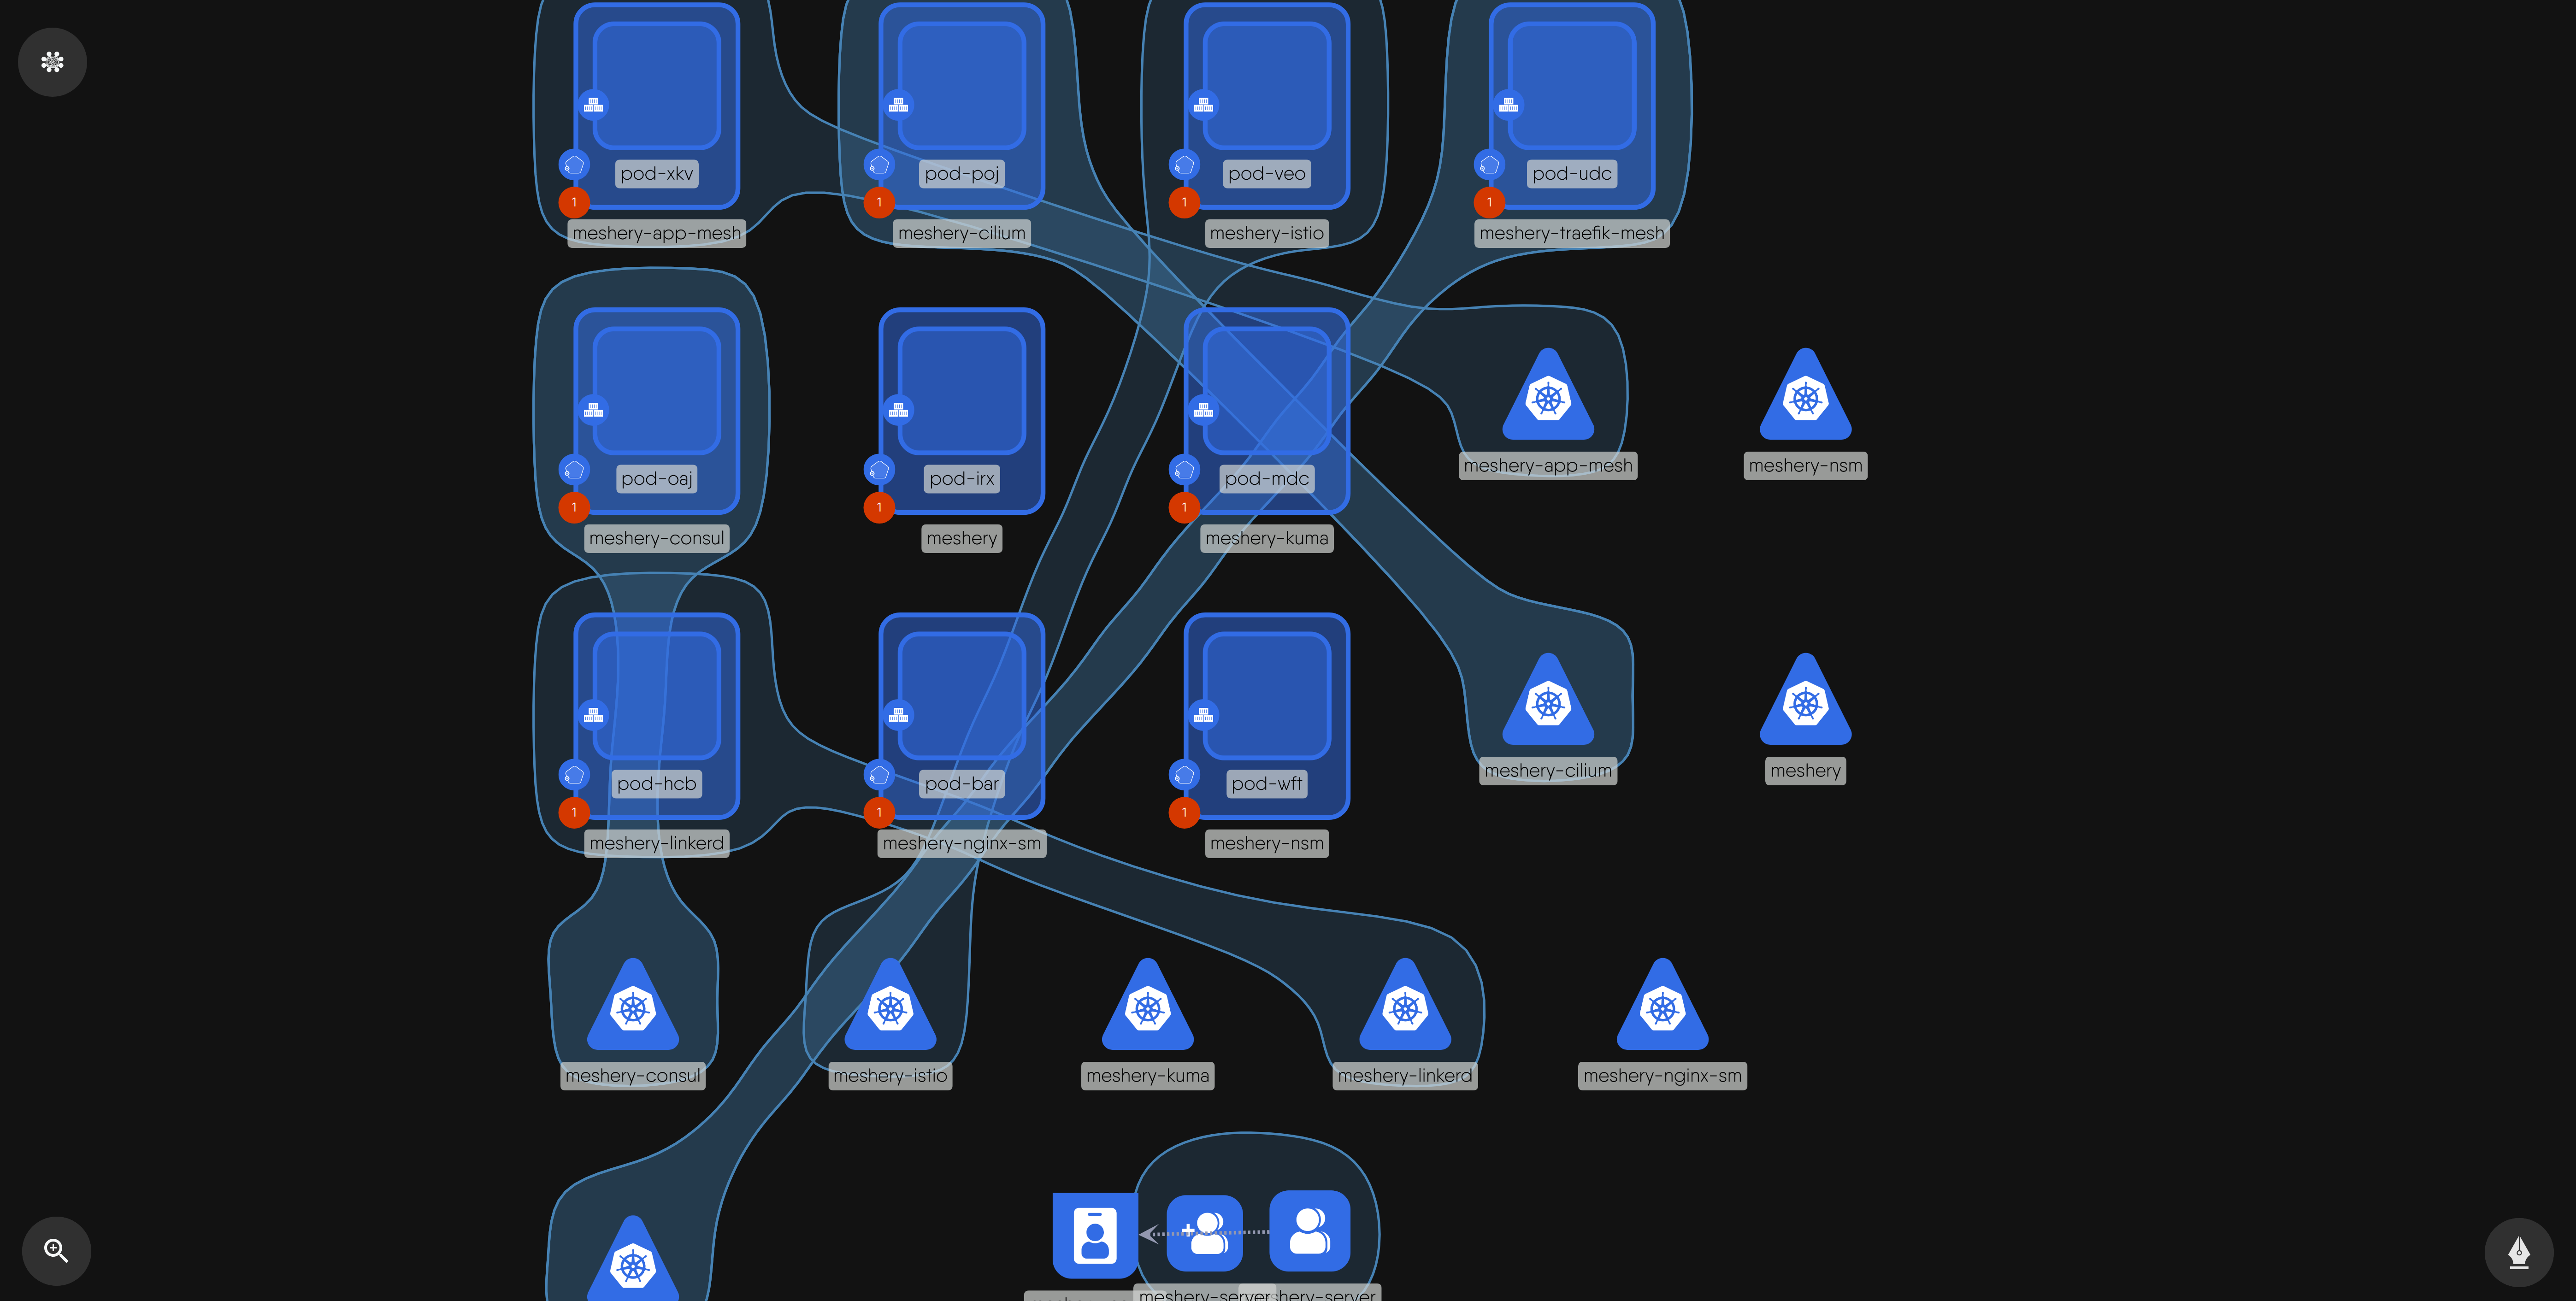 pod-xkv
1
meshery-app-mesh
pod-poj
1
meshery-cilium
pod-veo
1
meshery-istio
pod-udc
1
meshery-traefik-mesh
pod-oaj
1
meshery-consul
pod-irx
1
meshery
pod-mdc
1
meshery-kuma
meshery-app-mesh
meshery-nsm
pod-hcb
1
meshery-linkerd
pod-bar
1
meshery-nginx-sm
pod-wft
1
meshery-nsm
meshery-cilium
meshery
meshery-consul
meshery-istio
meshery-kuma
meshery-linkerd
meshery-nginx-sm
meshery-server